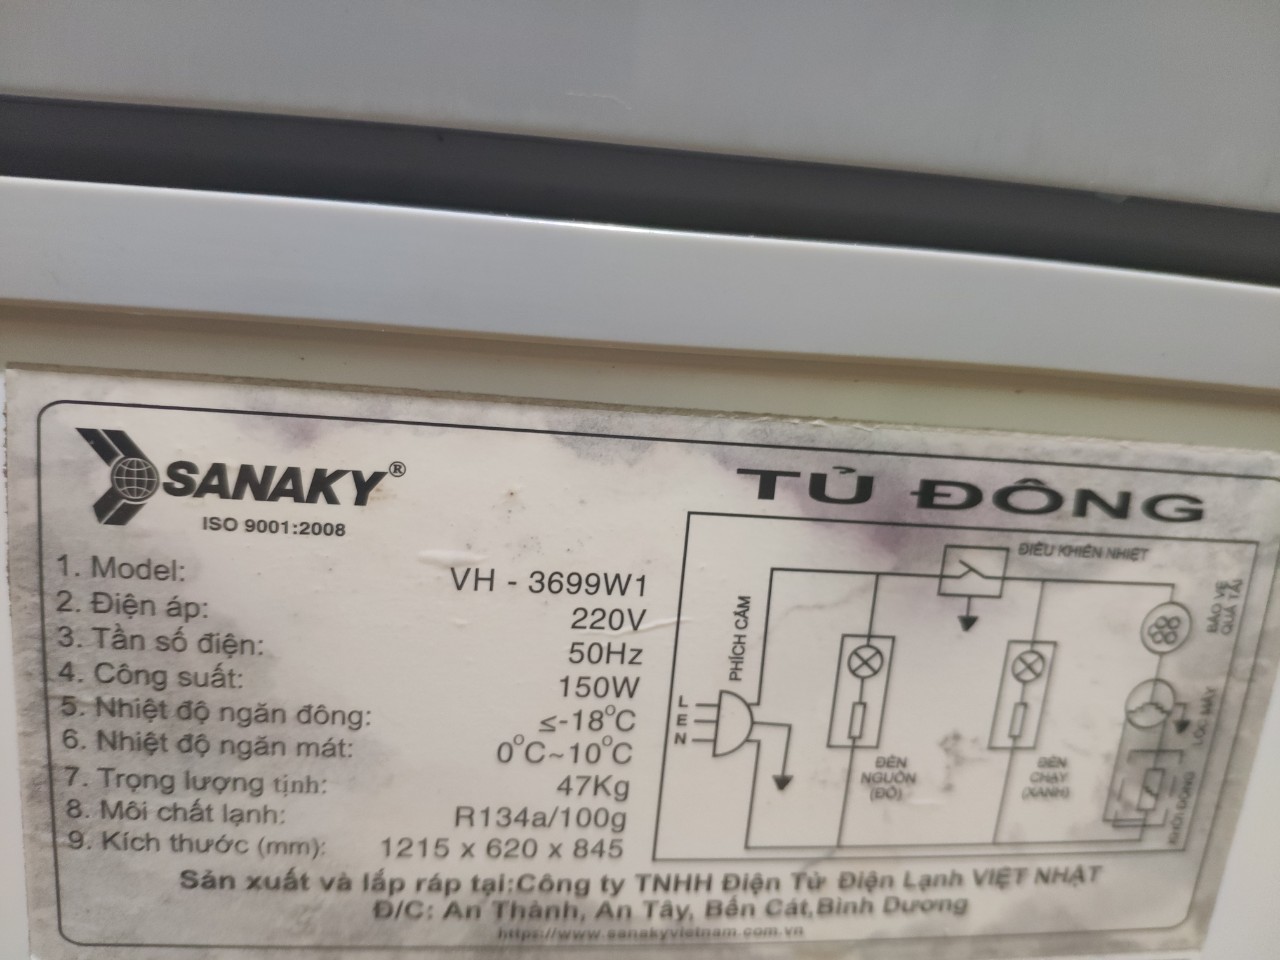 SANAKY®
ISO 9001:2008
TỦ ĐÔNG
1. Model: VH - 3699W1
2. Điện áp: 220V
3. Tần số điện: 50Hz
4. Công suất: 150W
5. Nhiệt độ ngăn đông: ≤-18°C
6. Nhiệt độ ngăn mát: 0°C~10°C
7. Trọng lượng tịnh: 47Kg
8. Môi chất lạnh: R134a/100g
9. Kích thước (mm): 1215 x 620 x 845
ĐIỀU KHIỂN NHIỆT
PHÍCH CẮM
L
E
N
ĐÈN
NGUỒN
(ĐỎ)
ĐÈN
CHẠY
(XANH)
BẢO VỆ
QUÁ TẢI
MÁY
KHỞI ĐỘNG
Sản xuất và lắp ráp tại:Công ty TNHH Điện Tử Điện Lạnh VIỆT NHẬT
Đ/C: An Thành, An Tây, Bến Cát,Bình Dương
https://www.sanakyvietnam.com.vn